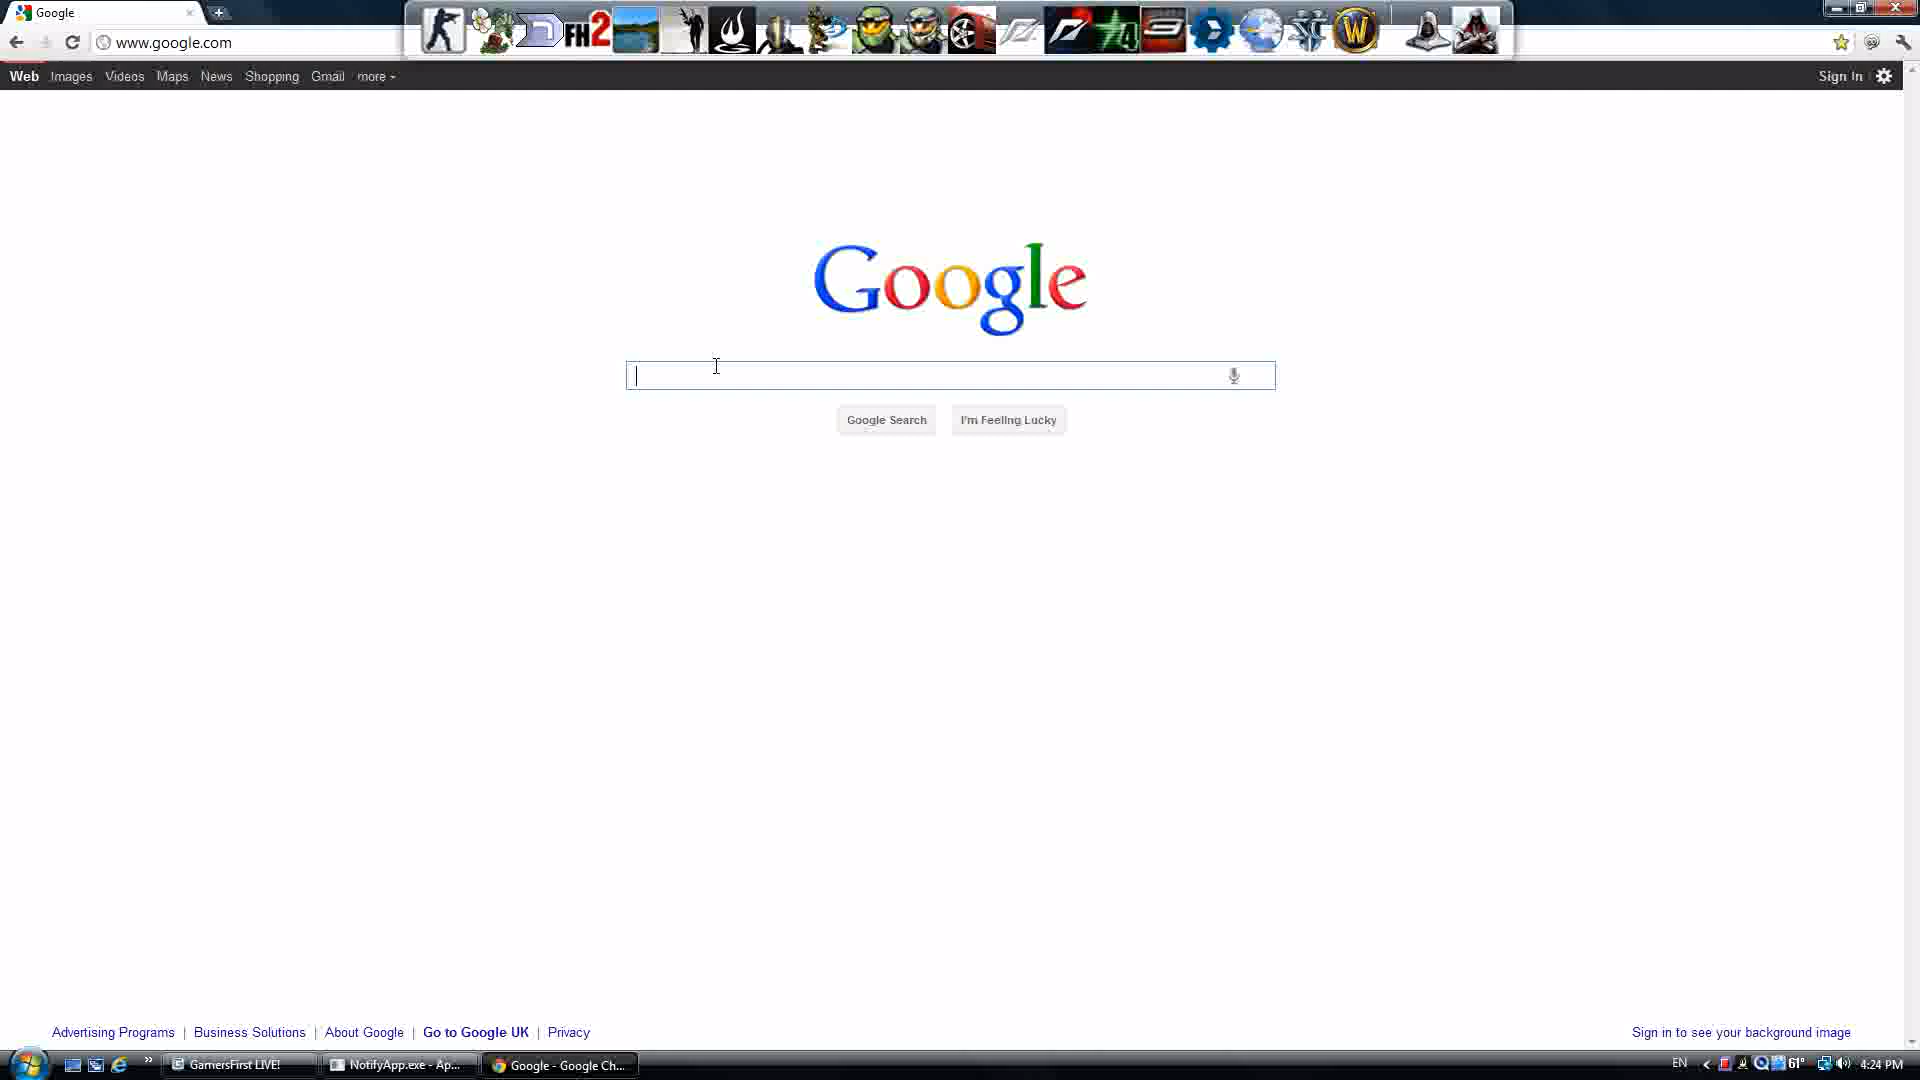 Google
www.google.com
FH2
4
W
Web Images Videos Maps News Shopping Gmail more
Sign In
Google
Google Search I'm Feeling Lucky
Advertising Programs | Business Solutions | About Google | Go to Google UK | Privacy
Sign in to see your background image
GamersFirst LIVE! NotifyApp.exe - Ap... Google - Google Ch...
EN 61° 4:24 PM